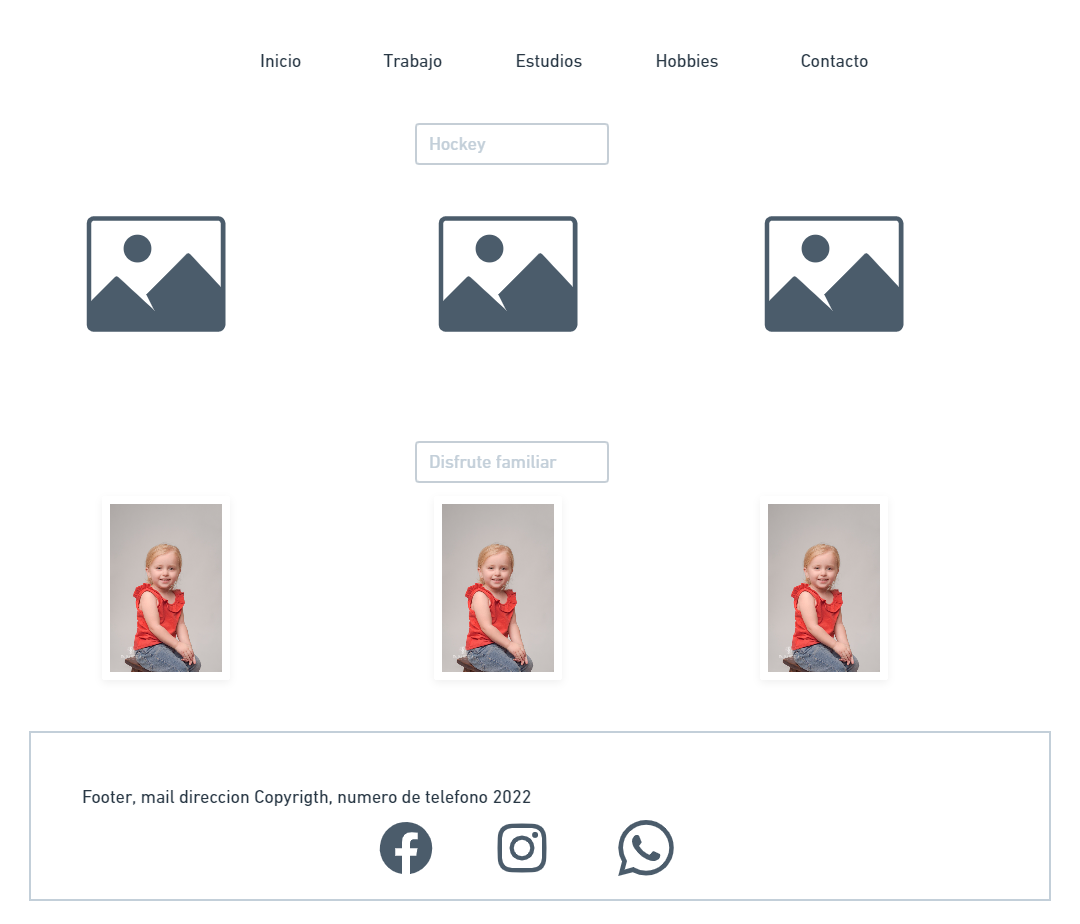 Inicio Trabajo Estudios Hobbies Contacto
Hockey
Disfrute familiar
Footer, mail direccion Copyrigth, numero de telefono 2022